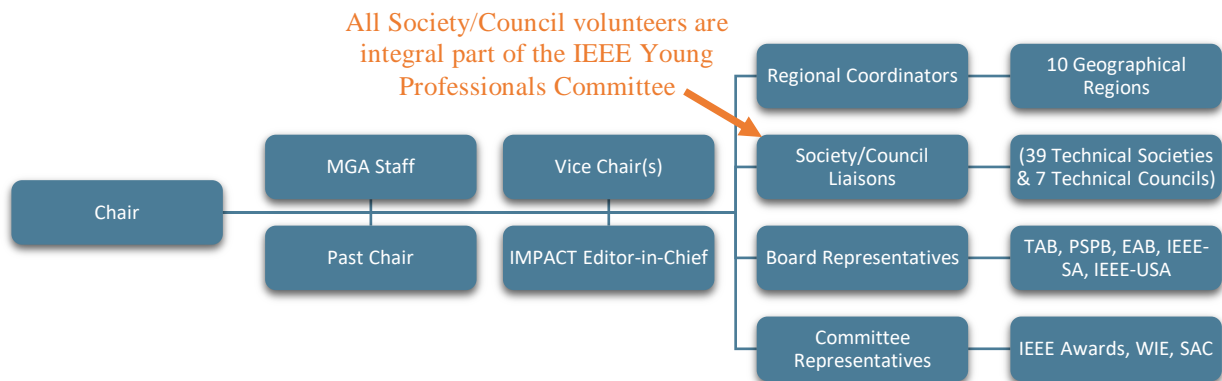 All Society/Council volunteers are
integral part of the IEEE Young
Professionals Committee
Chair
MGA Staff
Past Chair
Vice Chair(s)
IMPACT Editor-in-Chief
Regional Coordinators
10 Geographical
Regions
Society/Council
Liaisons
(39 Technical Societies
& 7 Technical Councils)
Board Representatives
TAB, PSPB, EAB, IEEE-
SA, IEEE-USA
Committee
Representatives
IEEE Awards, WIE, SAC